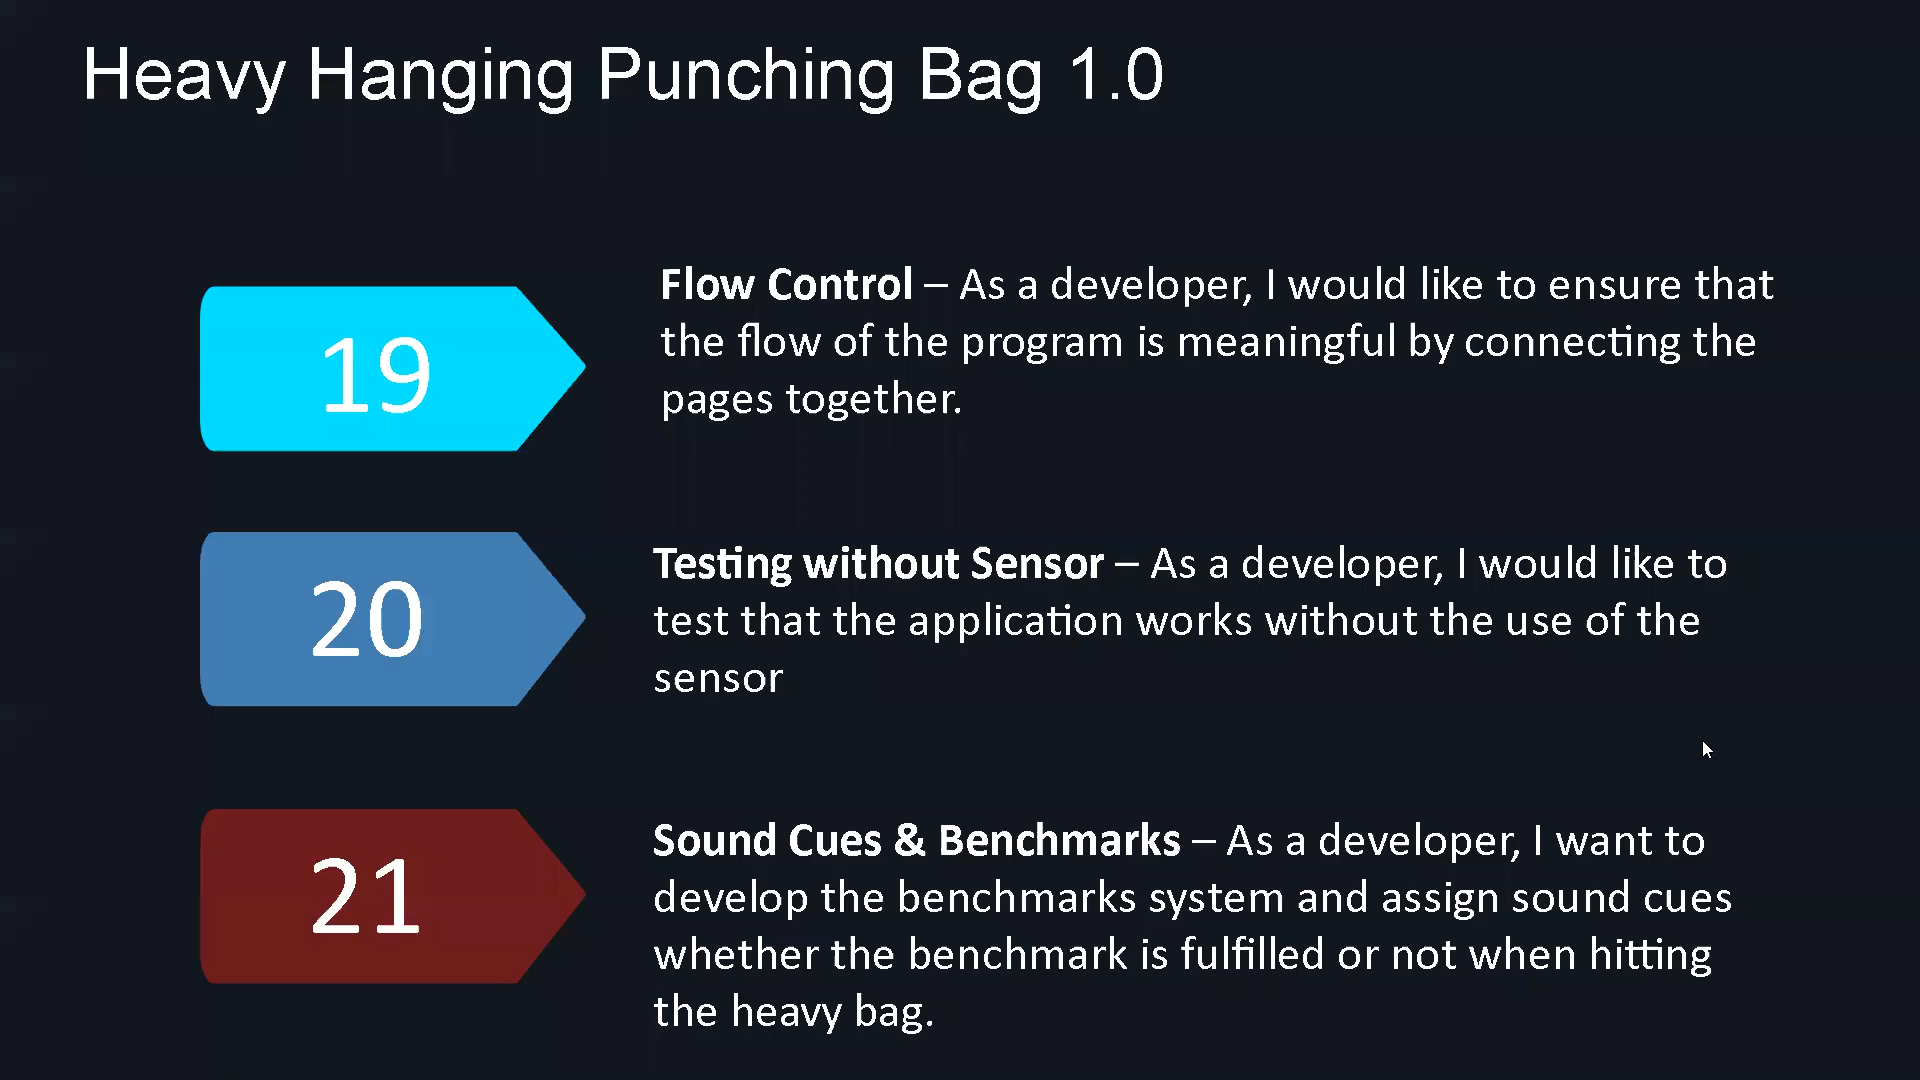 Heavy Hanging Punching Bag 1.0
19
Flow Control – As a developer, I would like to ensure that
the flow of the program is meaningful by connecting the
pages together.
20
Testing without Sensor – As a developer, I would like to
test that the application works without the use of the
sensor
21
Sound Cues & Benchmarks – As a developer, I want to
develop the benchmarks system and assign sound cues
whether the benchmark is fulfilled or not when hitting
the heavy bag.